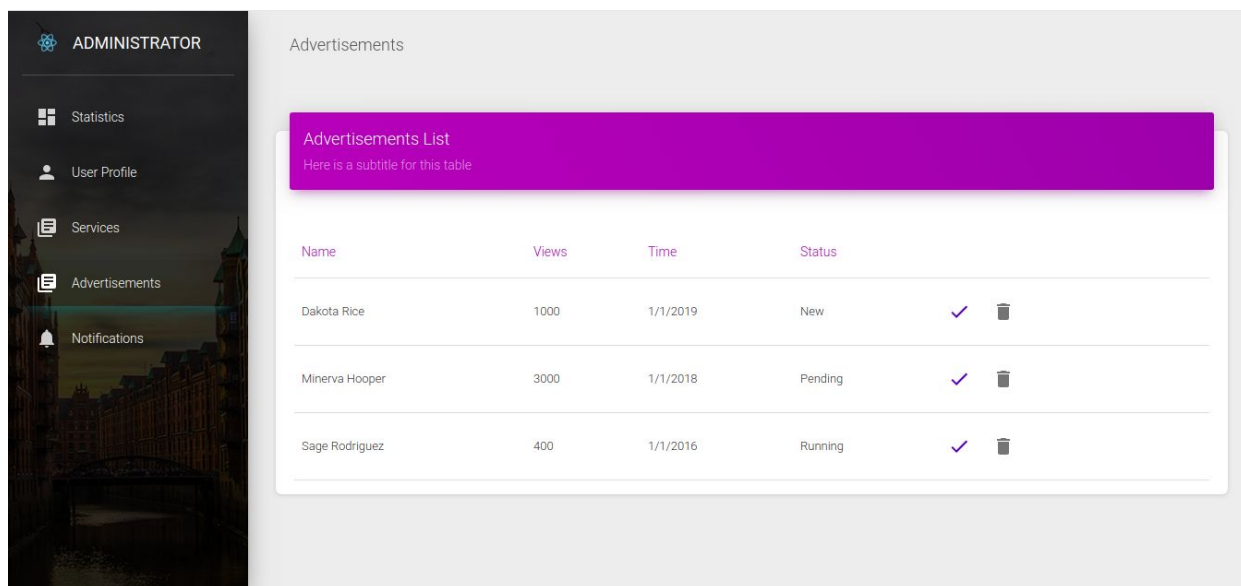 ADMINISTRATOR
Statistics
User Profile
Services
Advertisements
Notifications
Advertisements
Advertisements List
Here is a subtitle for this table
Name Views Time Status
Dakota Rice 1000 1/1/2019 New
Minerva Hooper 3000 1/1/2018 Pending
Sage Rodriguez 400 1/1/2016 Running